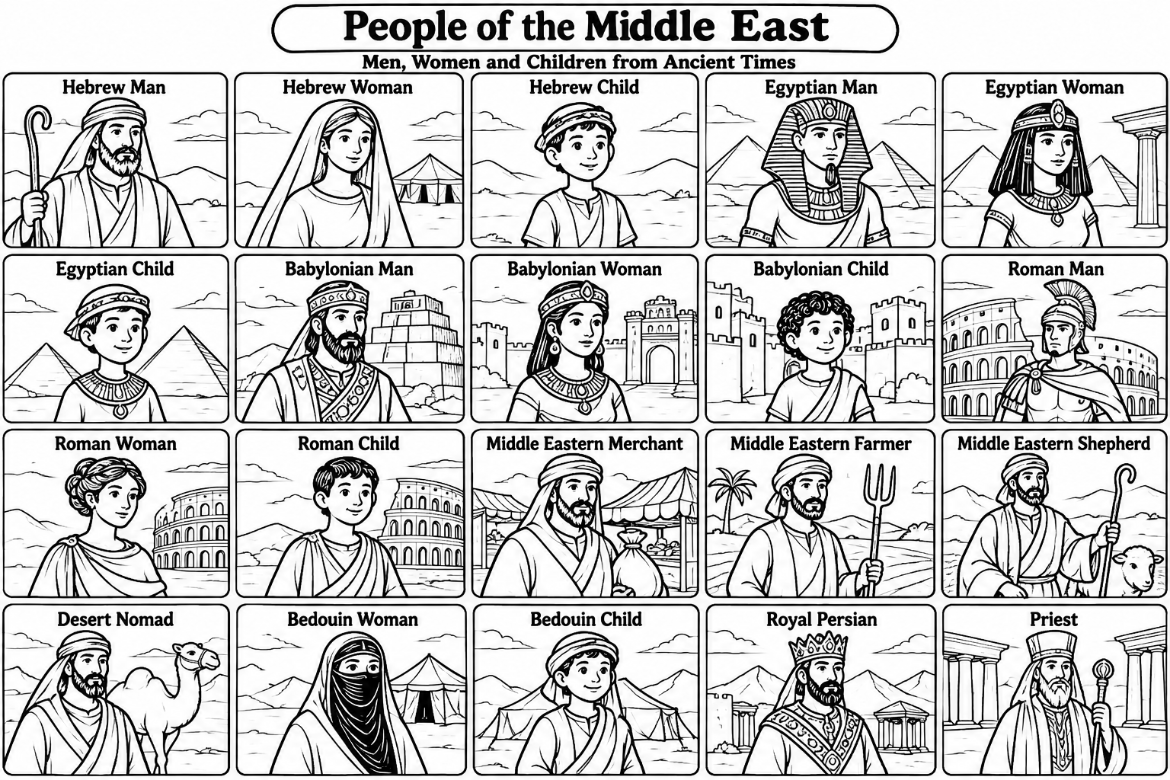 People of the Middle East
Men, Women and Children from Ancient Times
Hebrew Man
Hebrew Woman
Hebrew Child
Egyptian Man
Egyptian Woman
Egyptian Child
Babylonian Man
Babylonian Woman
Babylonian Child
Roman Man
Roman Woman
Roman Child
Middle Eastern Merchant
Middle Eastern Farmer
Middle Eastern Shepherd
Desert Nomad
Bedouin Woman
Bedouin Child
Royal Persian
Priest